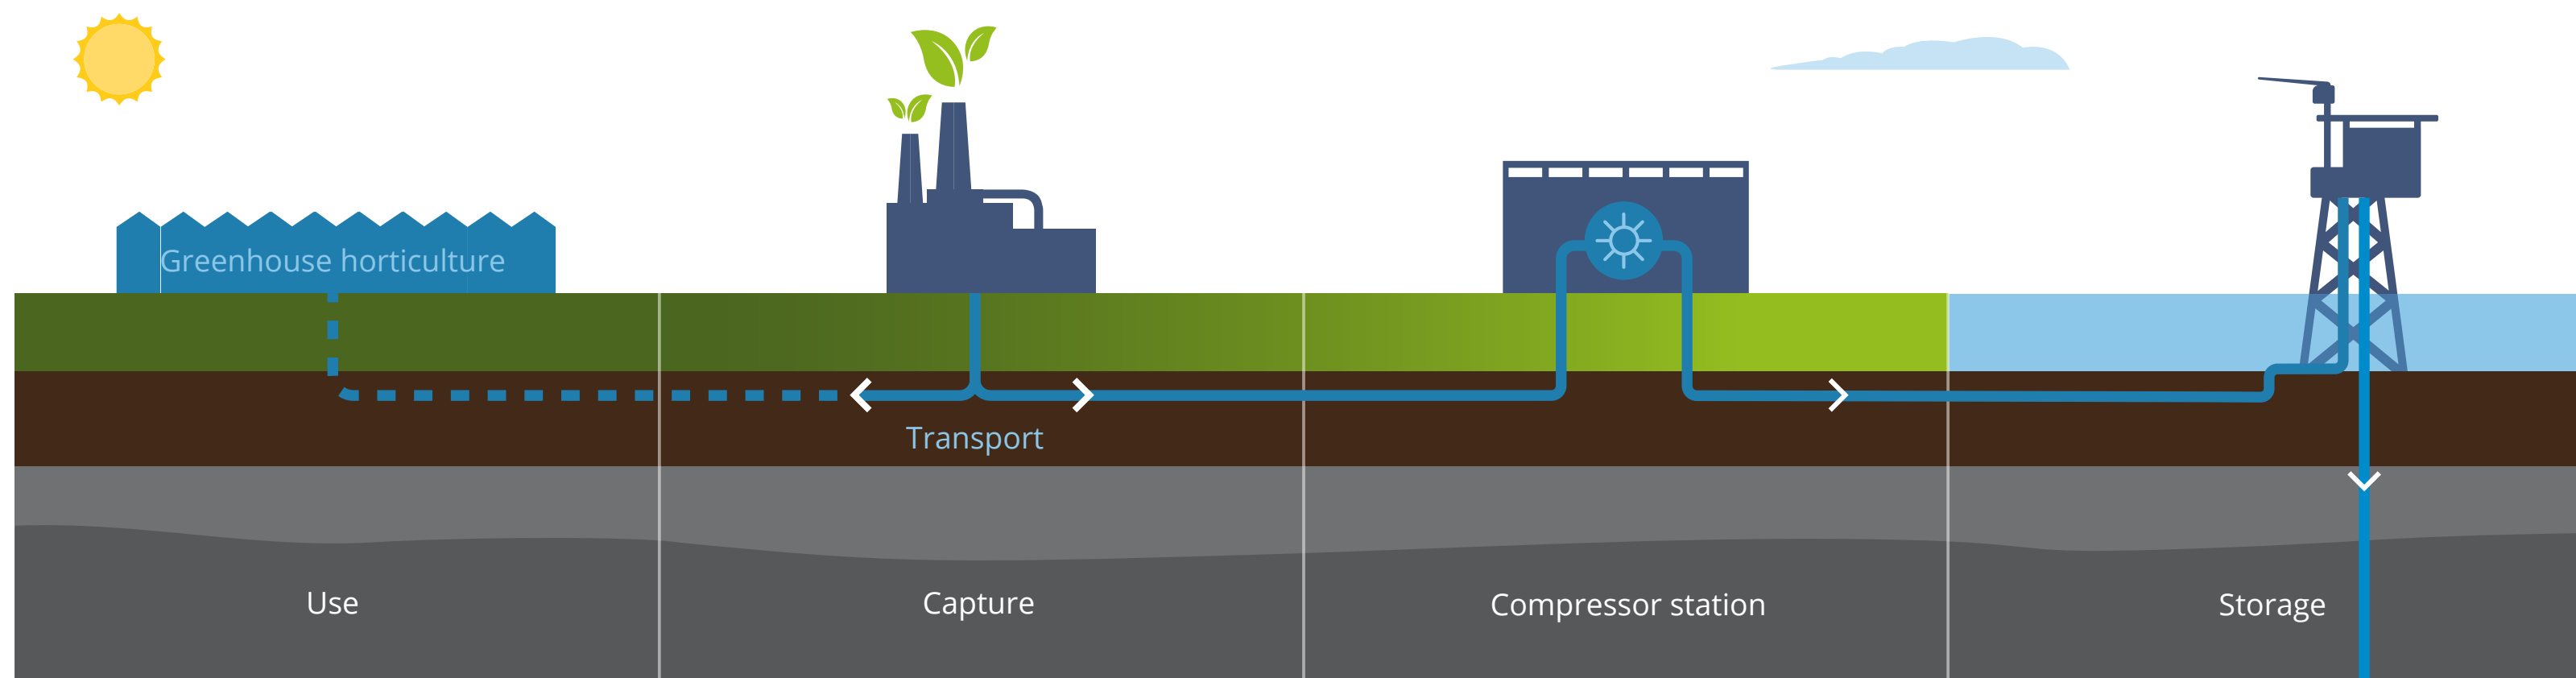 Greenhouse horticulture
Transport
Use
Capture
Compressor station
Storage